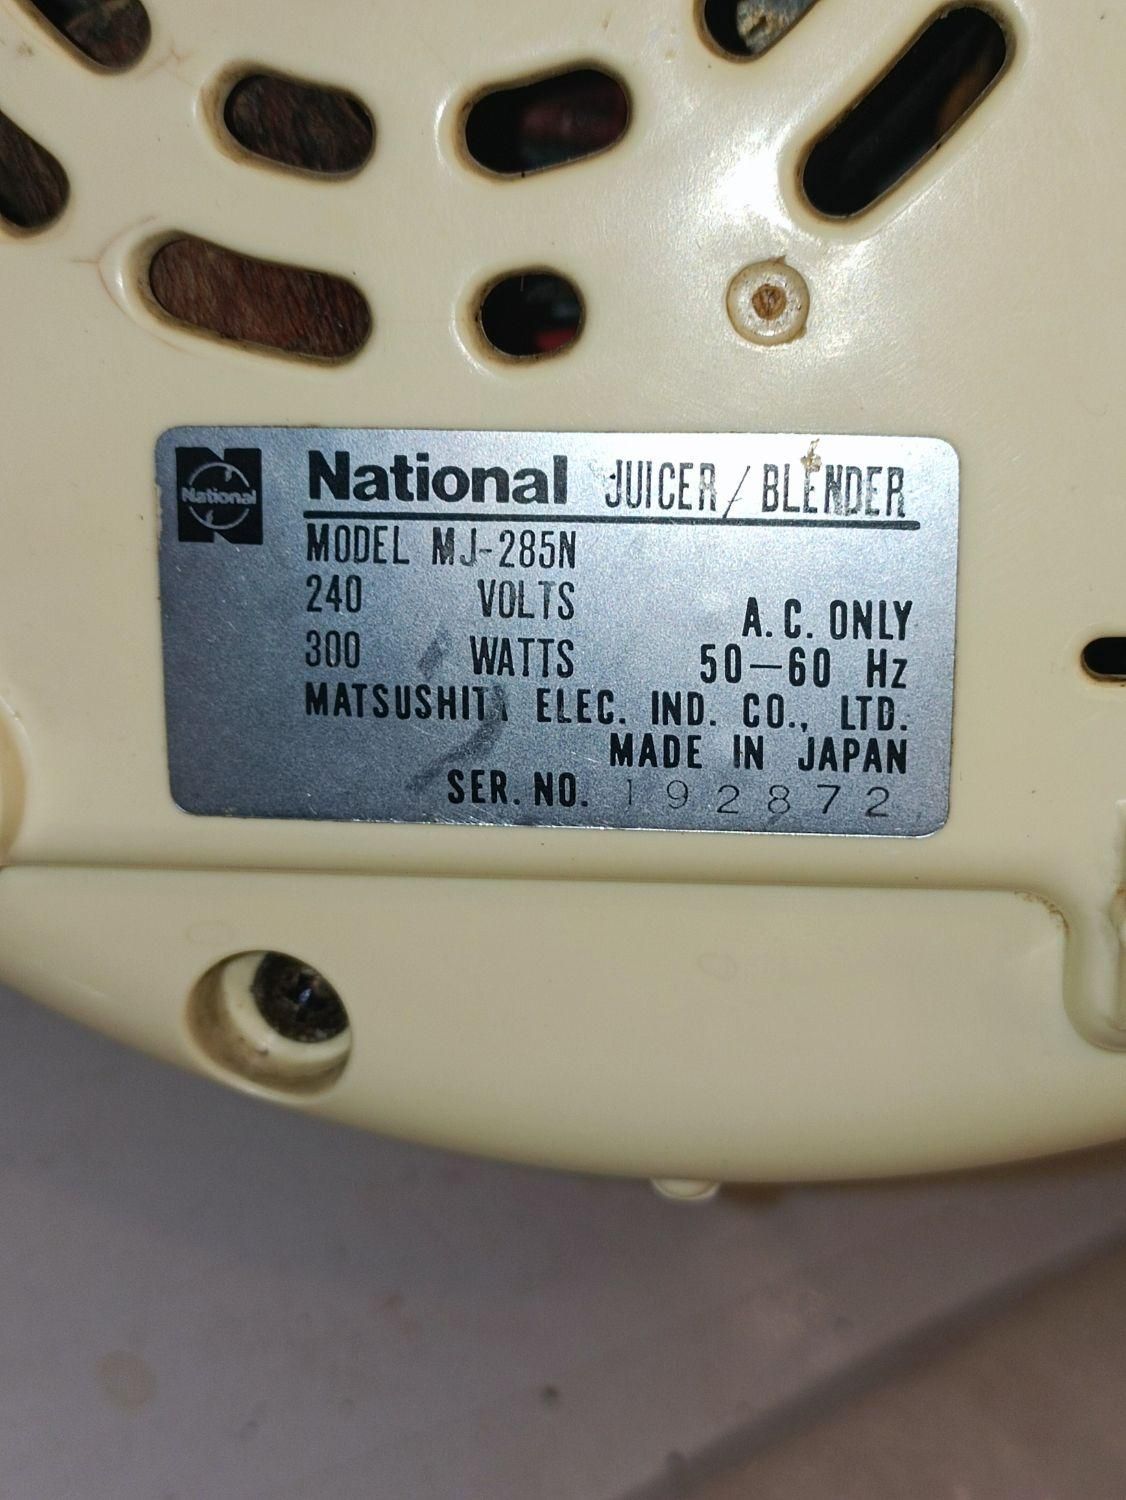 National
National JUICER/BLENDER
MODEL MJ-285N
240 VOLTS A.C. ONLY
300 WATTS 50-60 Hz
MATSUSHITA ELEC. IND. CO., LTD.
MADE IN JAPAN
SER. NO. 192872